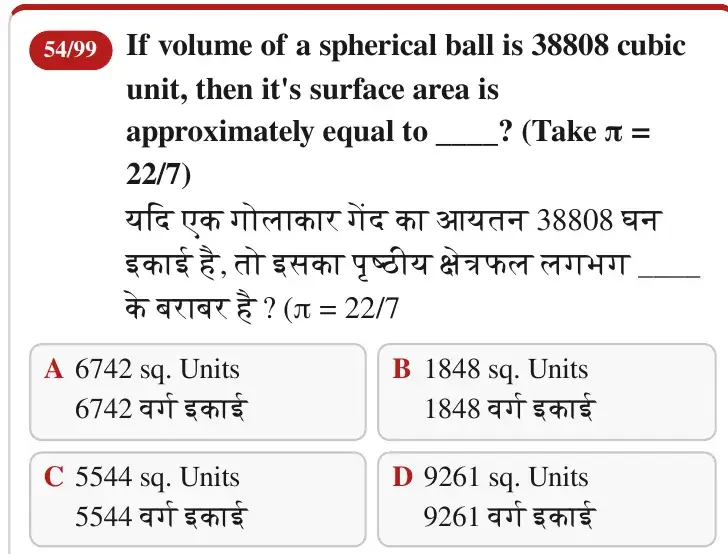 54/99 If volume of a spherical ball is 38808 cubic
unit, then it's surface area is
approximately equal to ____? (Take π =
22/7)
यदि एक गोलाकार गेंद का आयतन 38808 घन
इकाई है, तो इसका पृष्ठीय क्षेत्रफल लगभग ____
के बराबर है ? (π = 22/7
A 6742 sq. Units
6742 वर्ग इकाई
B 1848 sq. Units
1848 वर्ग इकाई
C 5544 sq. Units
5544 वर्ग इकाई
D 9261 sq. Units
9261 वर्ग इकाई